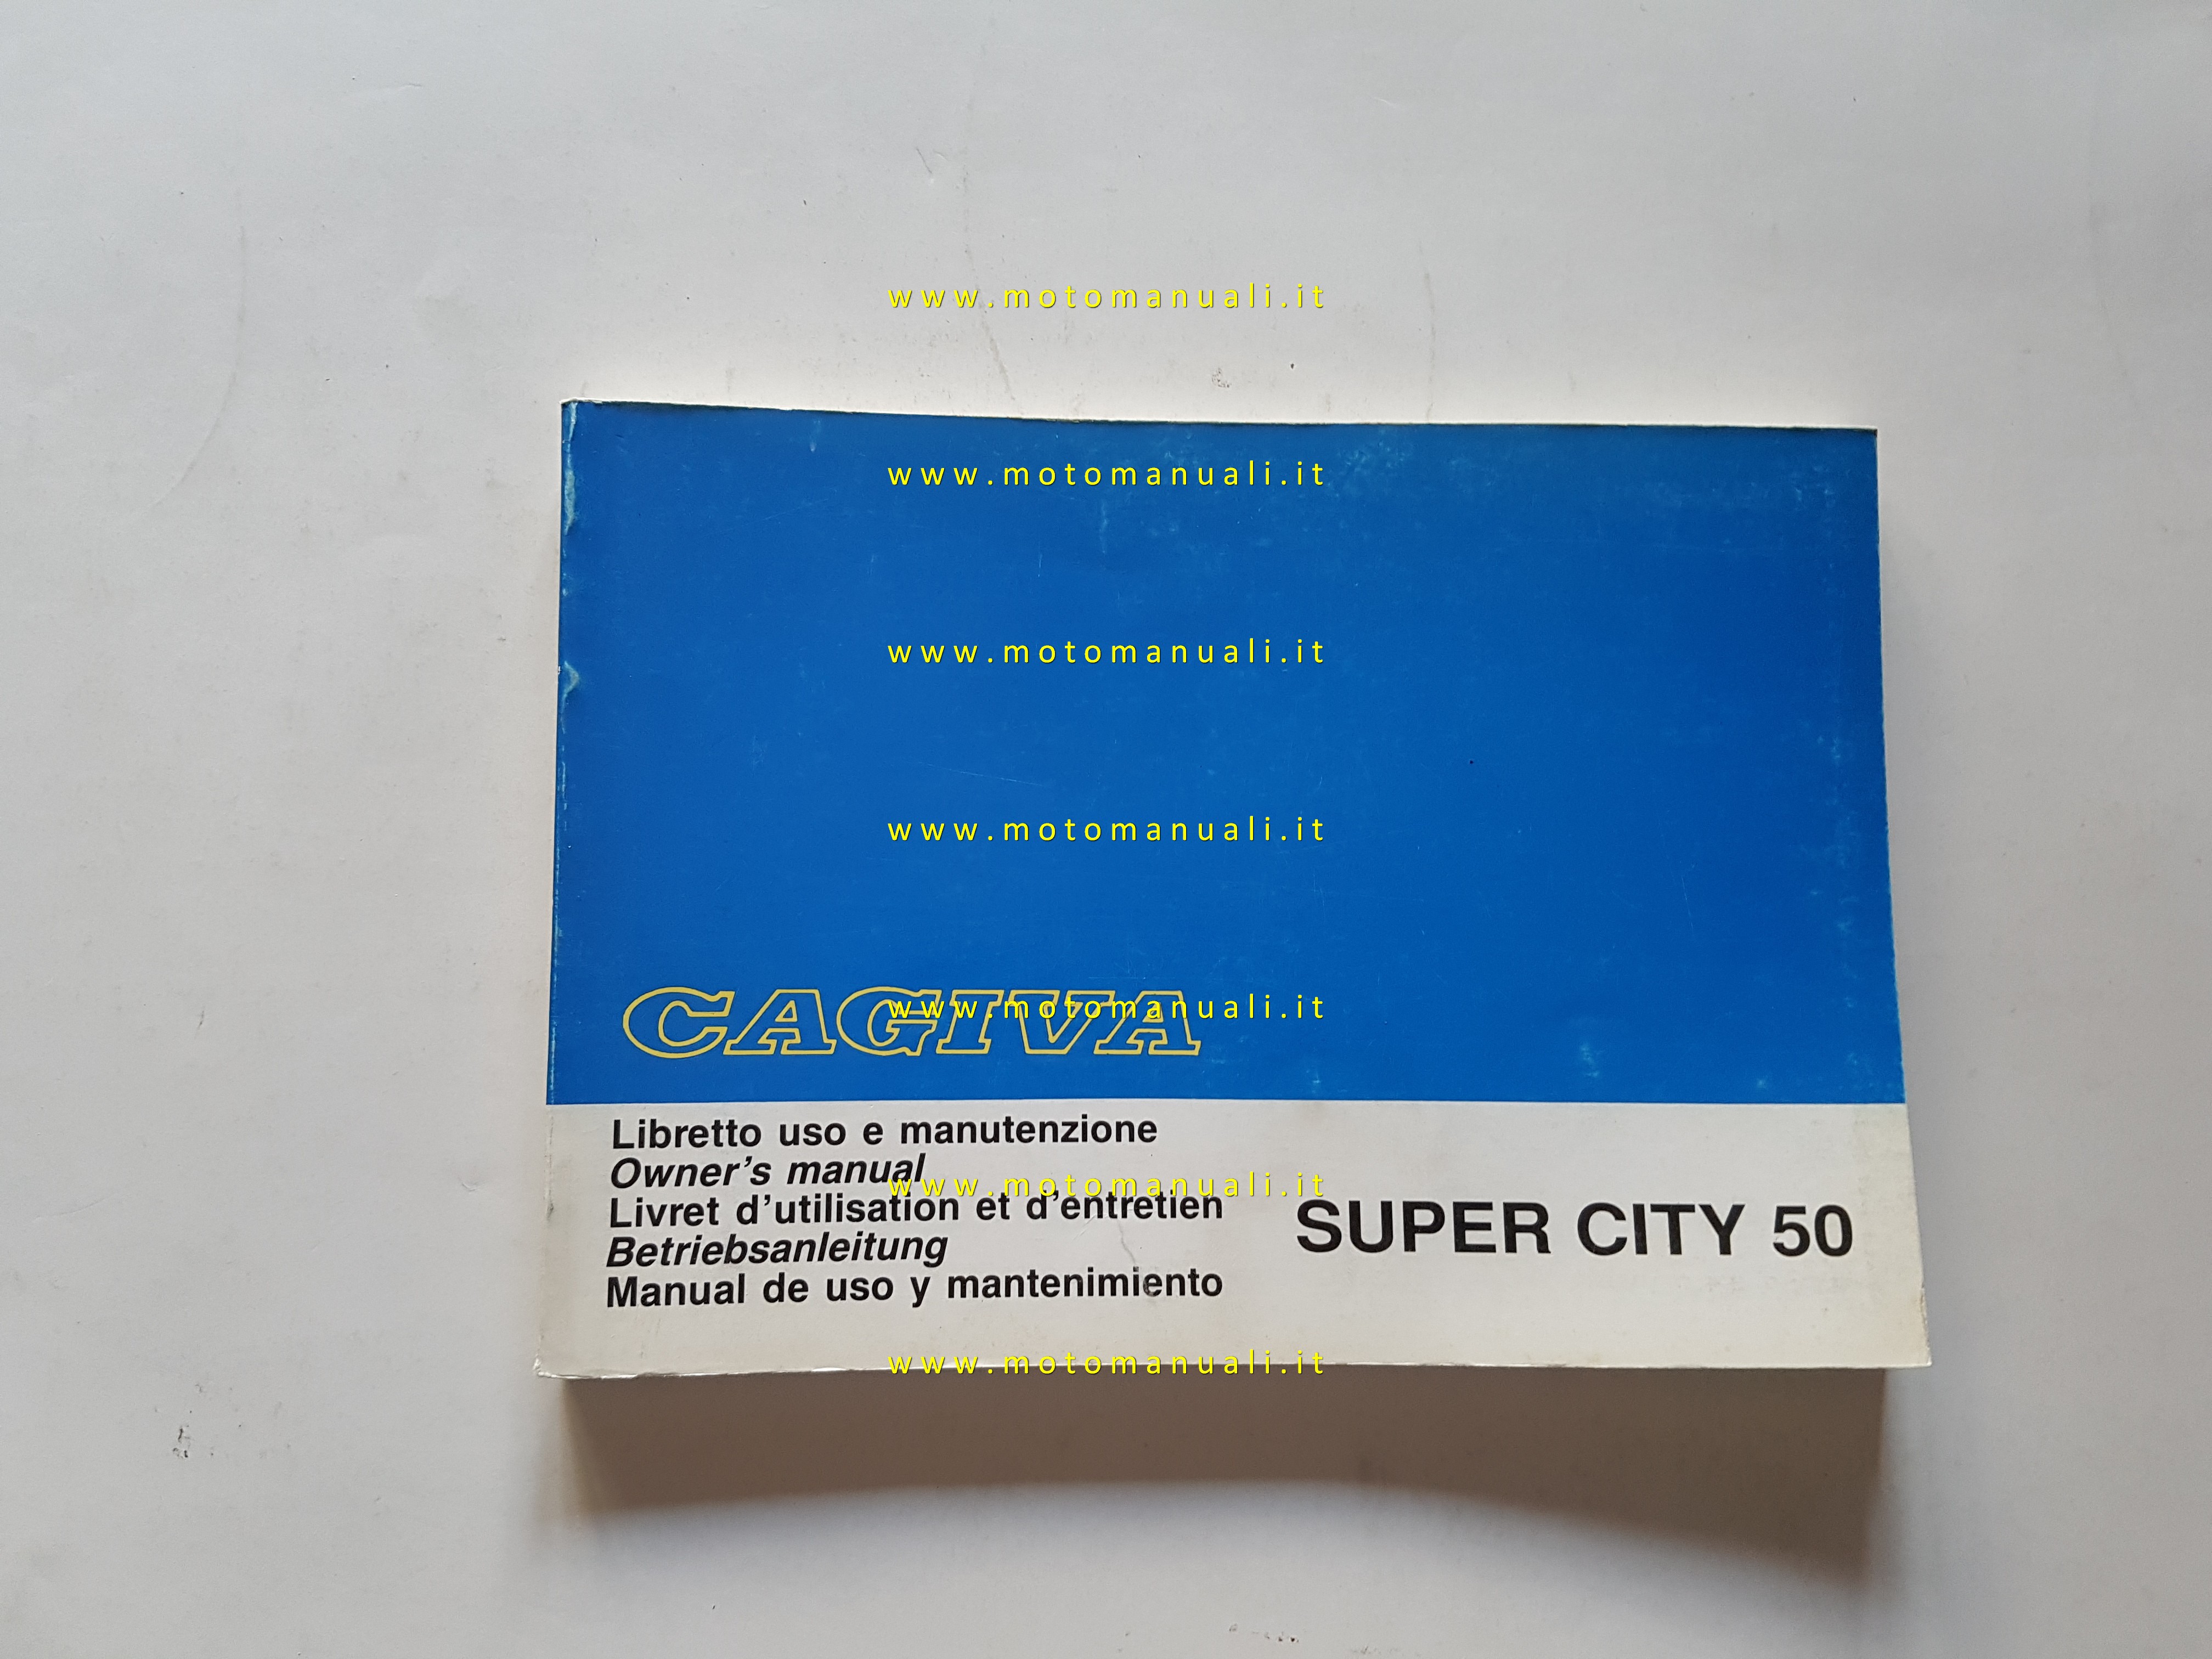 www.motomanuali.it
www.motomanuali.it
www.motomanuali.it
www.motomanuali.it
CAGIVA
www.motomanuali.it
Libretto uso e manutenzione
Owner's manual
www.motomanuali.it
Livret d'utilisation et d'entretien
Betriebsanleitung
Manual de uso y mantenimiento
SUPER CITY 50
www.motomanuali.it